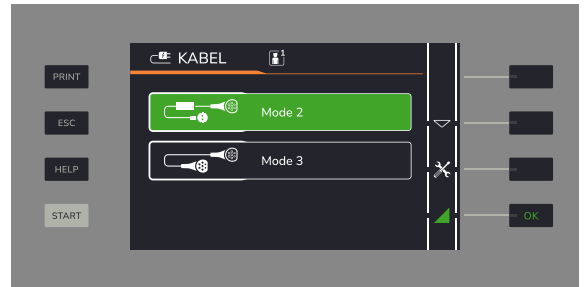 KABEL 1
PRINT
ESC
Mode 2
HELP
Mode 3
START
OK